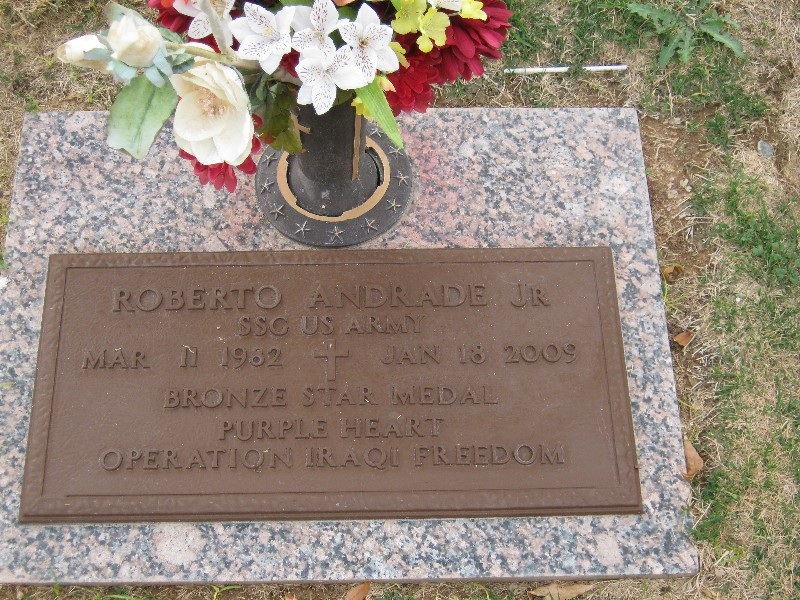 ROBERTO ANDRADE JR
SSG US ARMY
MAR 11 1982 JAN 18 2009
BRONZE STAR MEDAL
PURPLE HEART
OPERATION IRAQI FREEDOM